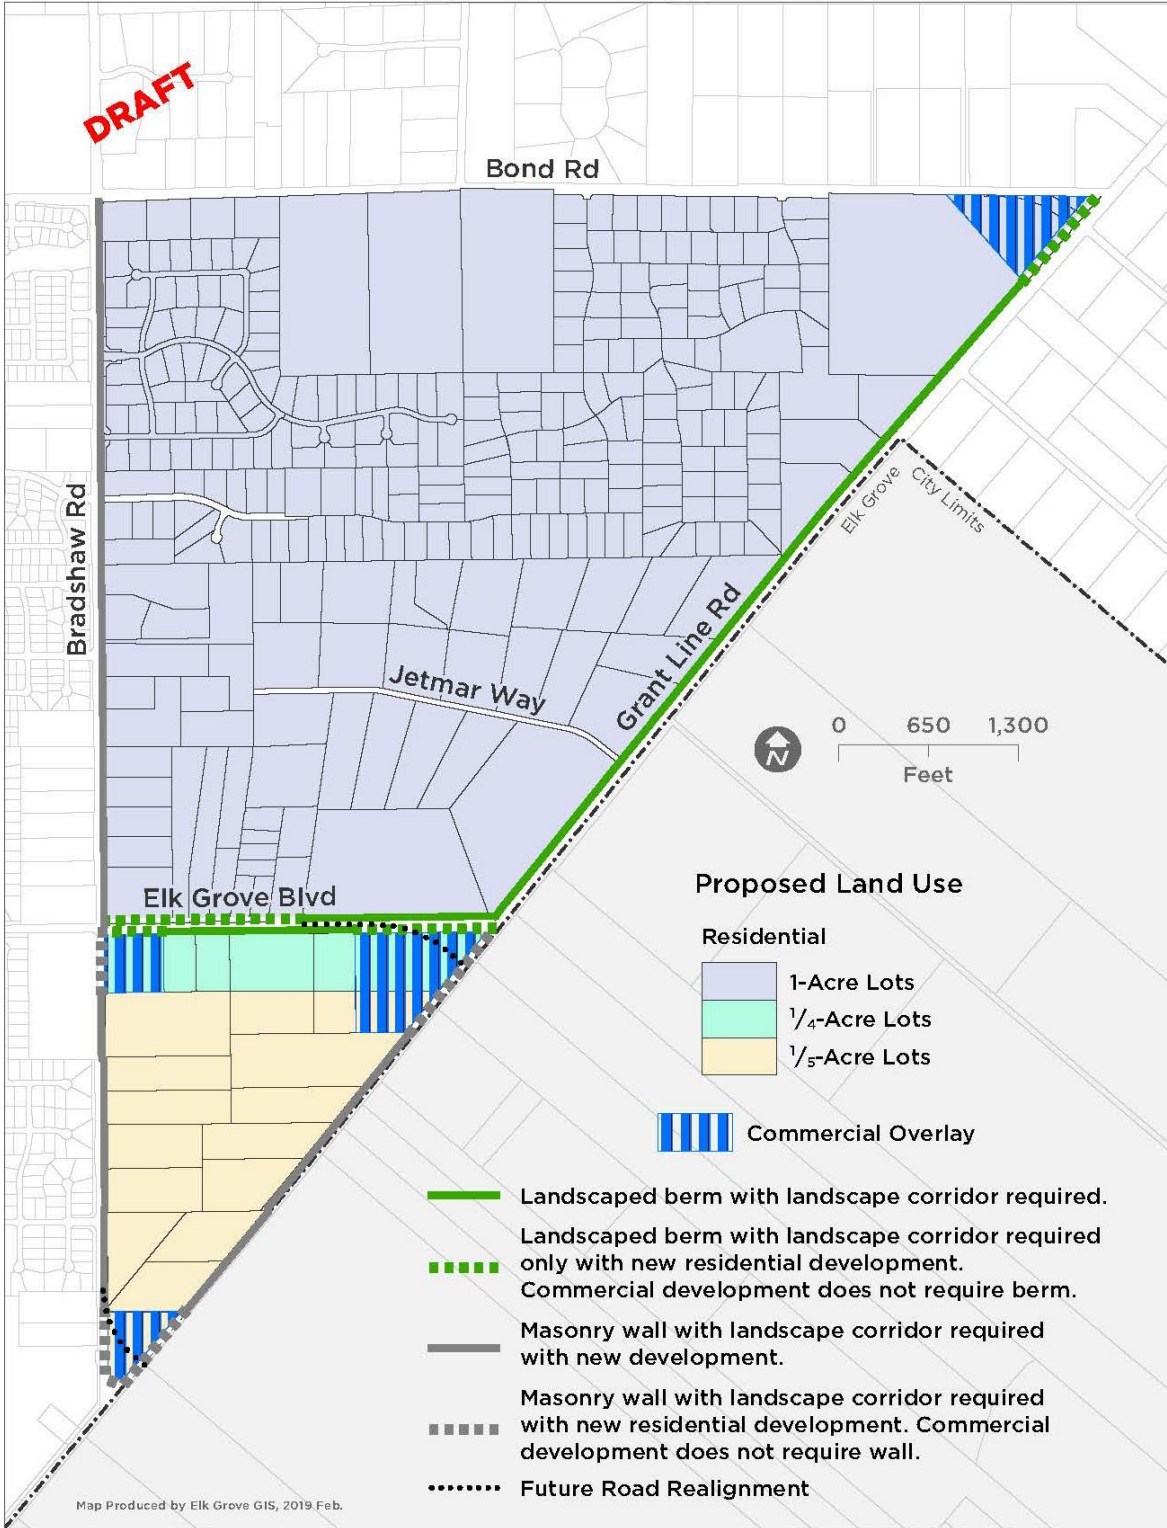 DRAFT
Bond Rd
Bradshaw Rd
Elk Grove
City Limits
Grant Line Rd
Jetmar Way
N
0 650 1,300
Feet
Elk Grove Blvd
Proposed Land Use
Residential
1-Acre Lots
1/4-Acre Lots
1/5-Acre Lots
Commercial Overlay
Landscaped berm with landscape corridor required.
Landscaped berm with landscape corridor required
only with new residential development.
Commercial development does not require berm.
Masonry wall with landscape corridor required
with new development.
Masonry wall with landscape corridor required
with new residential development. Commercial
development does not require wall.
Future Road Realignment
Map Produced by Elk Grove GIS, 2019 Feb.